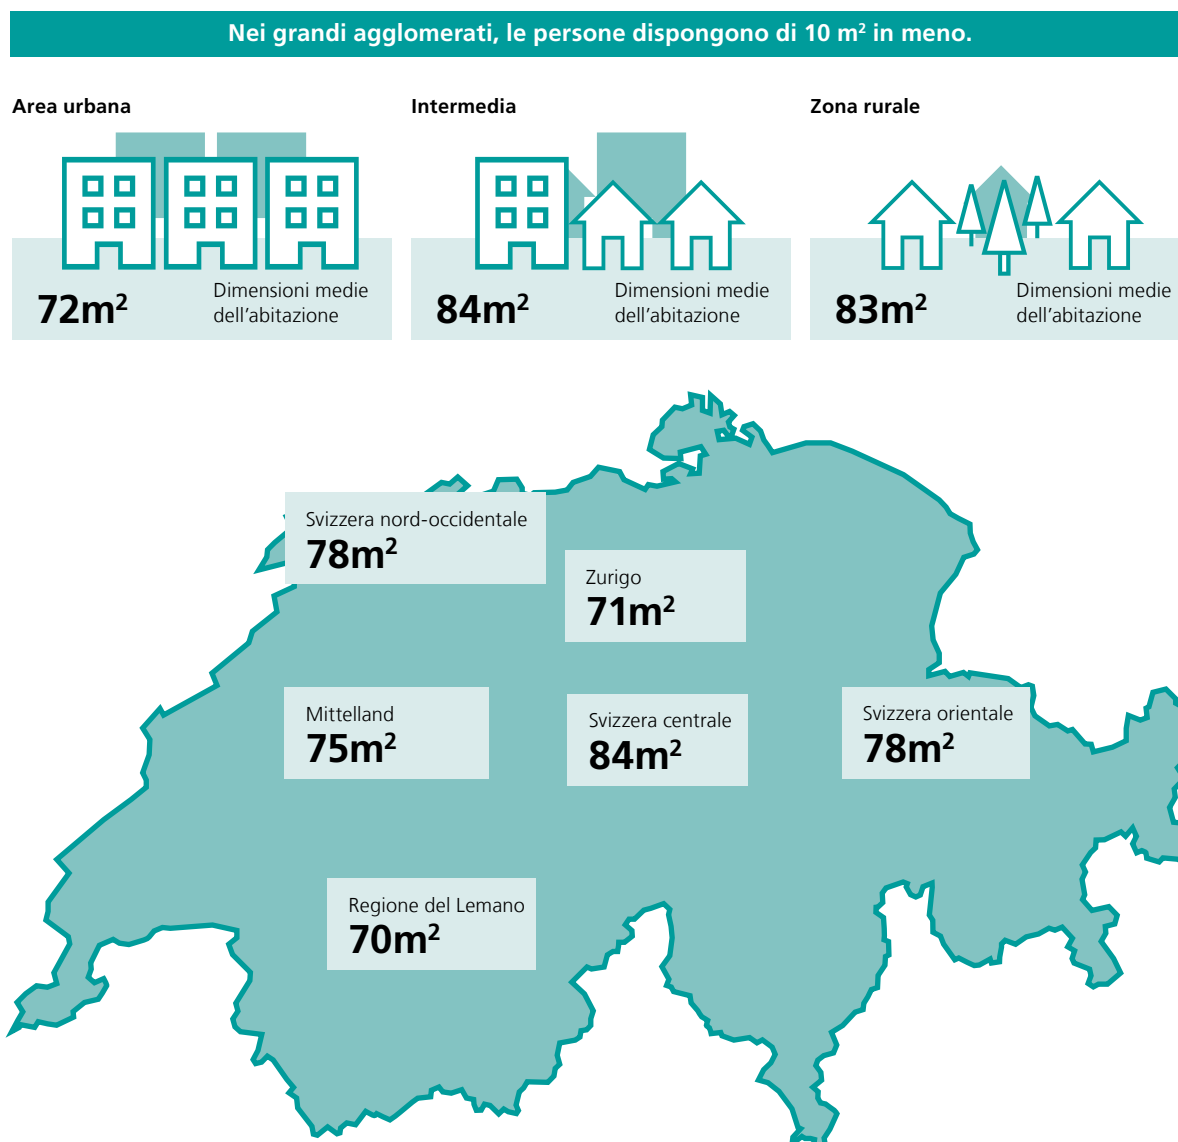 Nei grandi agglomerati, le persone dispongono di 10 m² in meno.
Area urbana
72m²
Dimensioni medie
dell’abitazione
Intermedia
84m²
Dimensioni medie
dell’abitazione
Zona rurale
83m²
Dimensioni medie
dell’abitazione
Svizzera nord-occidentale
78m²
Zurigo
71m²
Mittelland
75m²
Svizzera centrale
84m²
Svizzera orientale
78m²
Regione del Lemano
70m²